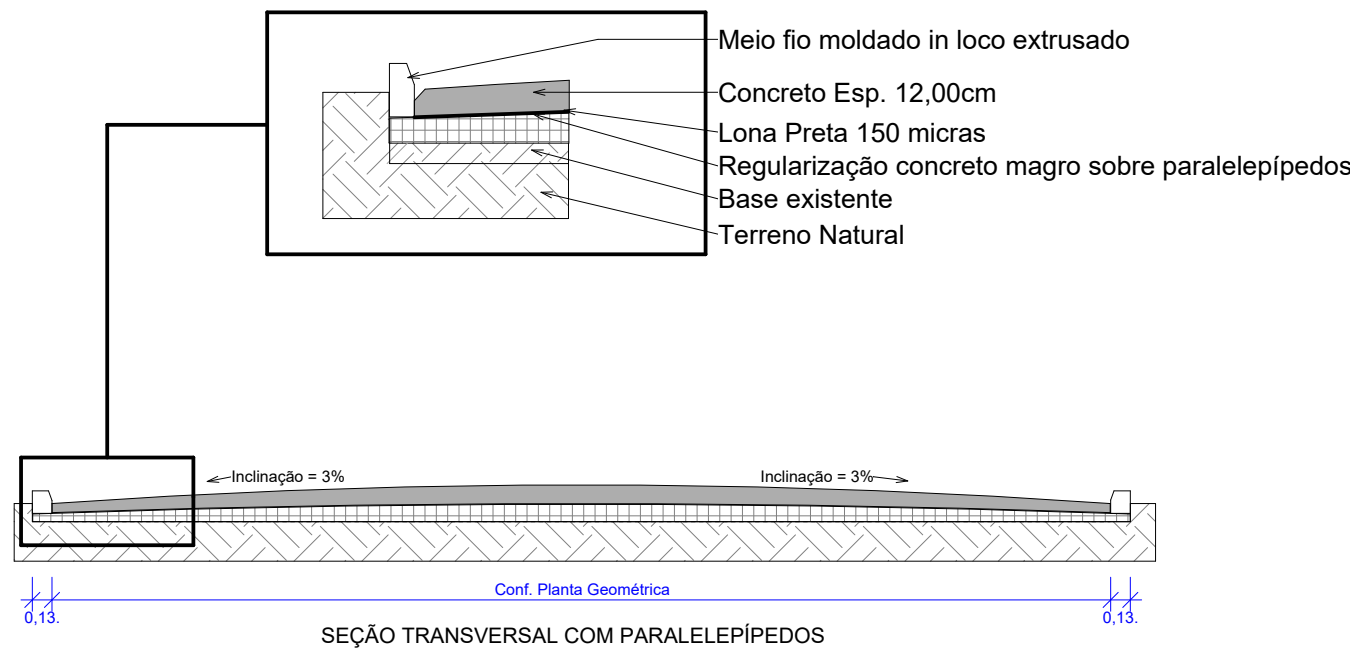 Meio fio moldado in loco extrusado
Concreto Esp. 12,00cm
Lona Preta 150 micras
Regularização concreto magro sobre paralelepípedos
Base existente
Terreno Natural
Inclinação = 3%
Inclinação = 3%
Conf. Planta Geométrica
0,13.
0,13.
SEÇÃO TRANSVERSAL COM PARALELEPÍPEDOS